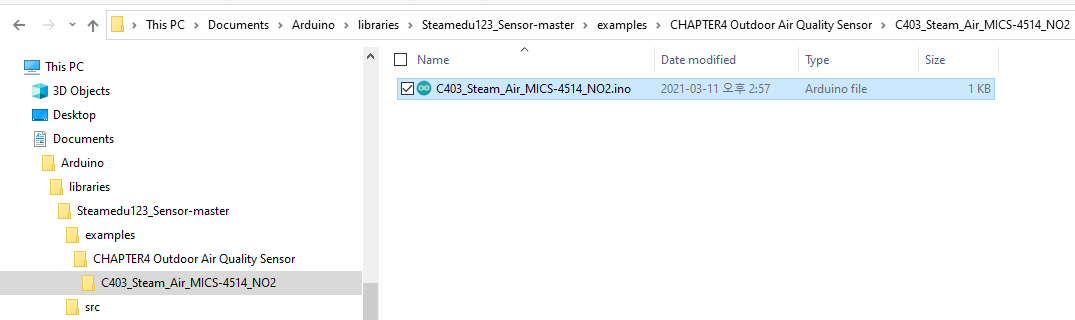 This PC > Documents > Arduino > libraries > Steamedu123_Sensor-master > examples > CHAPTER4 Outdoor Air Quality Sensor > C403_Steam_Air_MICS-4514_NO2
This PC
3D Objects
Desktop
Documents
Arduino
libraries
Steamedu123_Sensor-master
examples
CHAPTER4 Outdoor Air Quality Sensor
C403_Steam_Air_MICS-4514_NO2
src
Name Date modified Type Size
C403_Steam_Air_MICS-4514_NO2.ino 2021-03-11 오후 2:57 Arduino file 1 KB